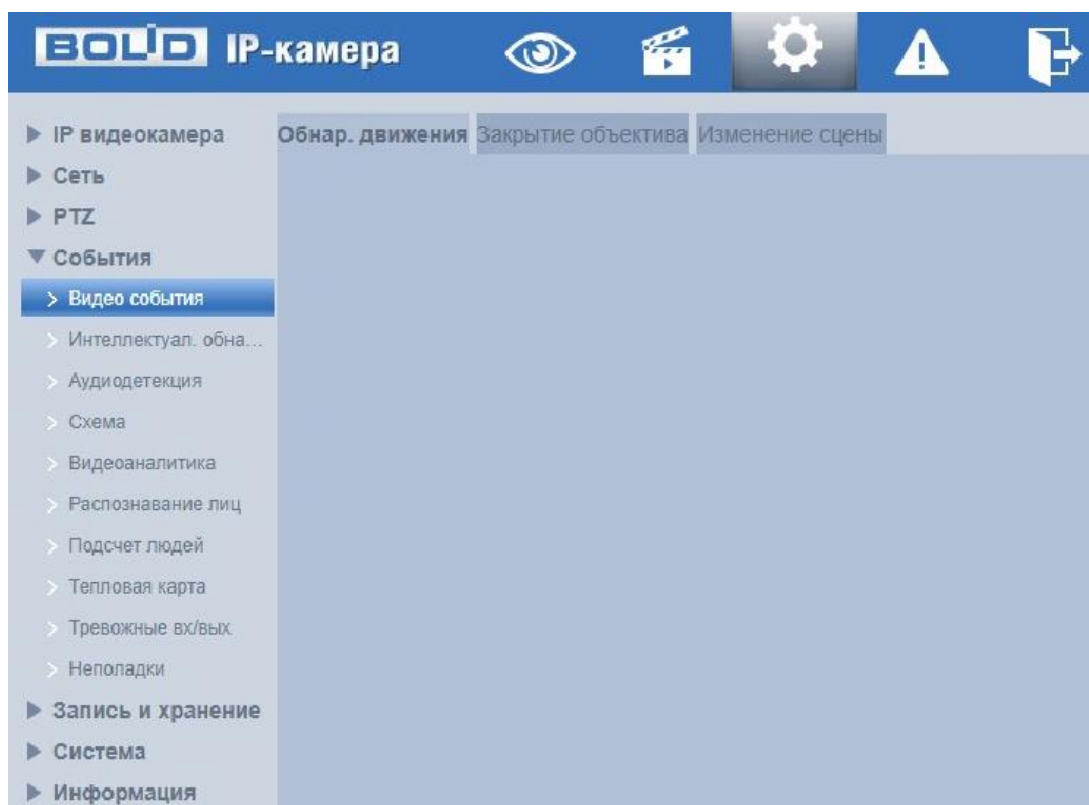 BOLID IP-камера
IP видеокамера
Обнар. движения Закрытие объектива Изменение сцены
Сеть
PTZ
События
Видео события
Интеллектуал. обна...
Аудиодетекция
Схема
Видеоаналитика
Распознавание лиц
Подсчет людей
Тепловая карта
Тревожные вх/вых.
Неполадки
Запись и хранение
Система
Информация